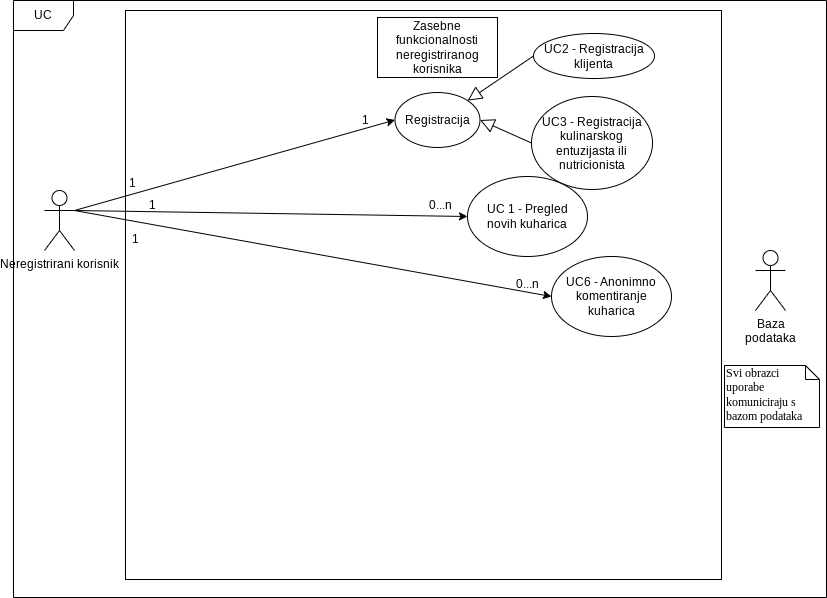 UC
Zasebne
funkcionalnosti
neregistriranog
korisnika
UC2 - Registracija
klijenta
Registracija
1
UC3 - Registracija
kulinarskog
entuzijasta ili
nutricionista
1
1
0...n
UC 1 - Pregled
novih kuharica
1
Neregistrirani korisnik
0...n
UC6 - Anonimno
komentiranje
kuharica
Baza
podataka
Svi obrazci
uporabe
komuniciraju s
bazom podataka